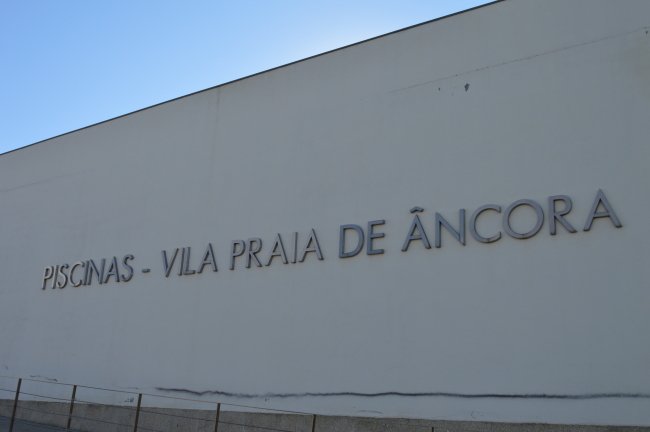 PISCINAS - VILA PRAIA DE ÂNCORA